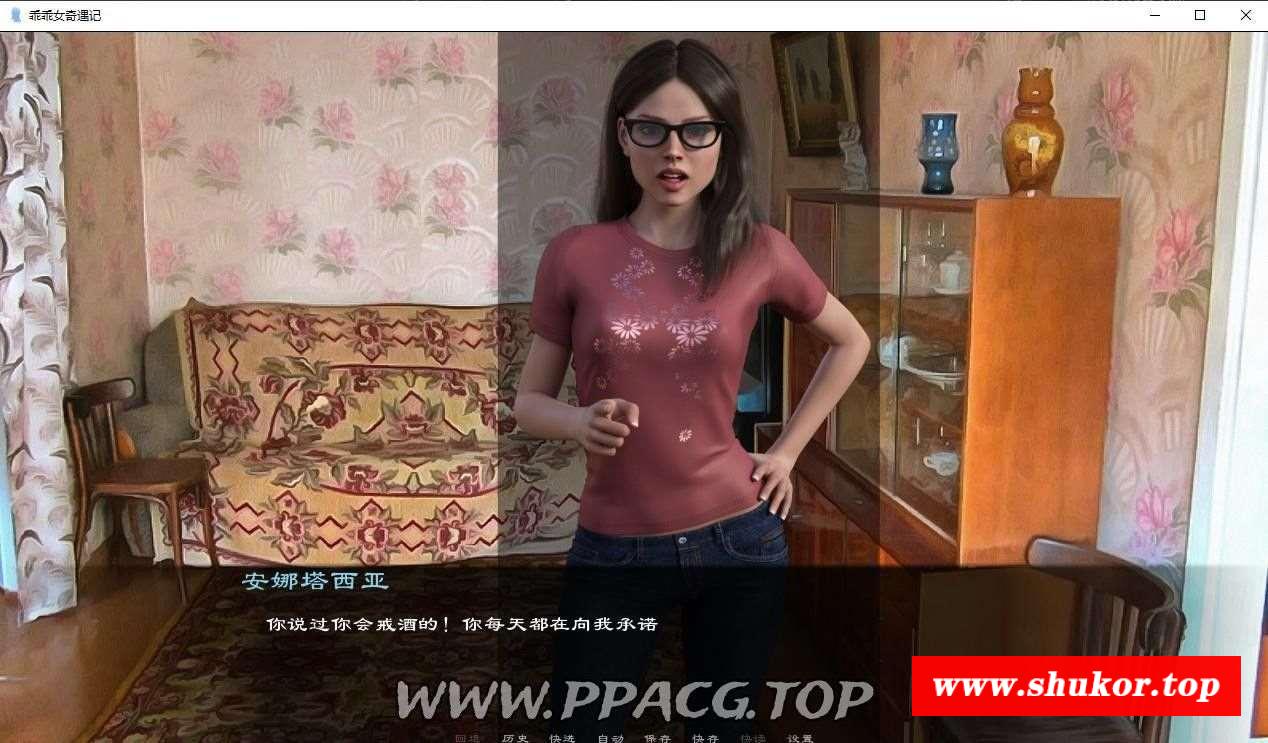 乖乖女奇遇记
安娜塔西亚
你说过你会戒酒的！你每天都在向我承诺
WWW.PPACG.TOP
www.shukor.top
回退 历史 快进 自动 保存 快存 快读 设置